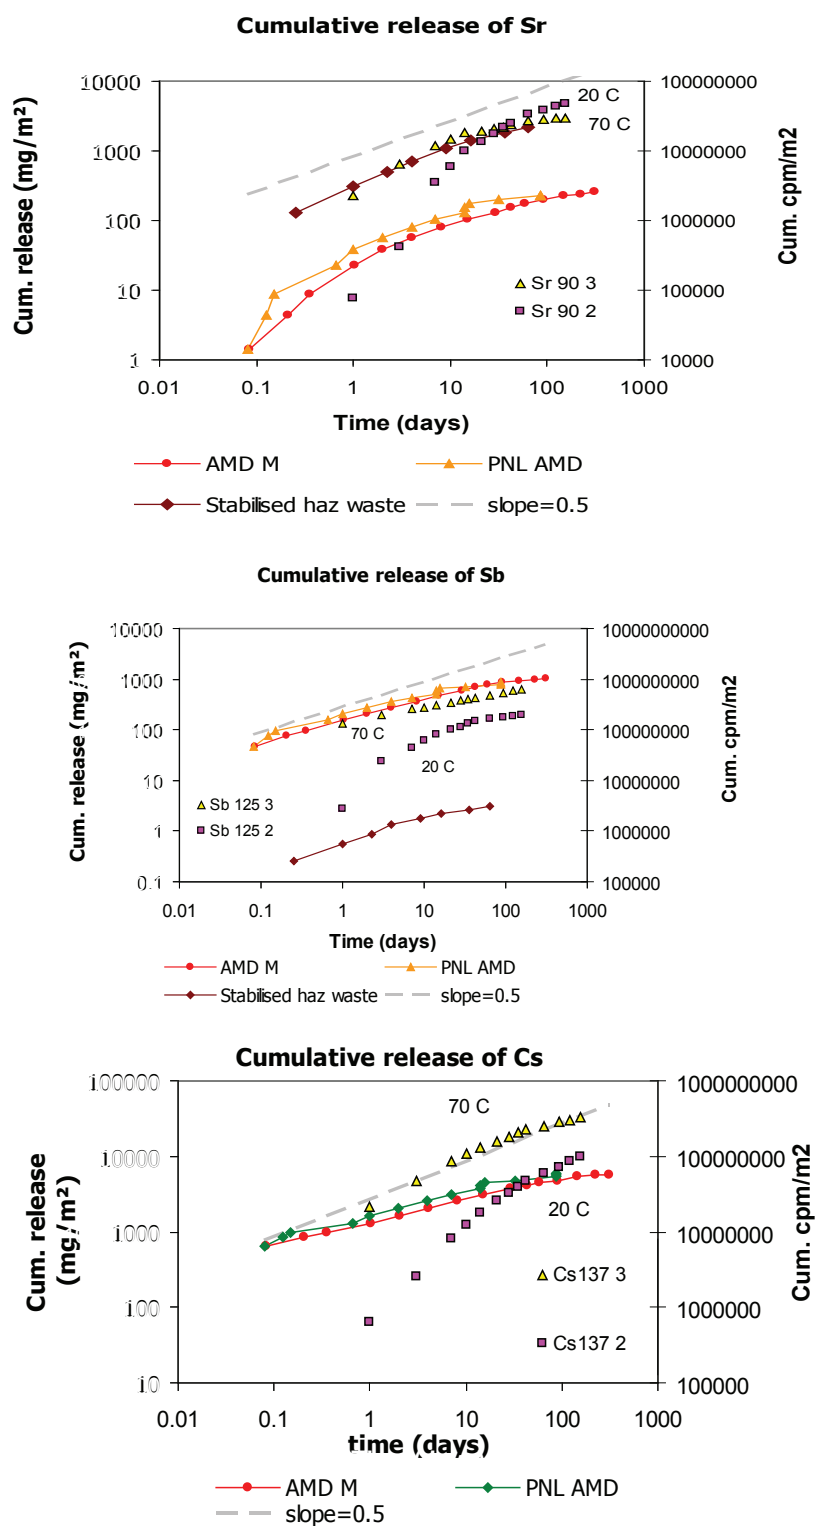 Cumulative release of Sr
Cum. release (mg/m²)
10000
1000
100
10
1
20 C
70 C
Sr 90 3
Sr 90 2
100000000
10000000
1000000
100000
10000
Cum. cpm/m2
0.01 0.1 1 10 100 1000
Time (days)
AMD M PNL AMD
Stabilised haz waste slope=0.5
Cumulative release of Sb
Cum. release (mg/m²)
10000
1000
100
10
1
0.1
70 C
20 C
Sb 125 3
Sb 125 2
10000000000
1000000000
100000000
10000000
1000000
100000
Cum. cpm/m2
0.01 0.1 1 10 100 1000
Time (days)
AMD M PNL AMD
Stabilised haz waste slope=0.5
Cumulative release of Cs
Cum. release
(mg/m²)
100000
10000
1000
100
10
70 C
20 C
Cs137 3
Cs137 2
1000000000
100000000
10000000
1000000
100000
Cum. cpm/m2
0.01 0.1 1 10 100 1000
time (days)
AMD M PNL AMD
slope=0.5